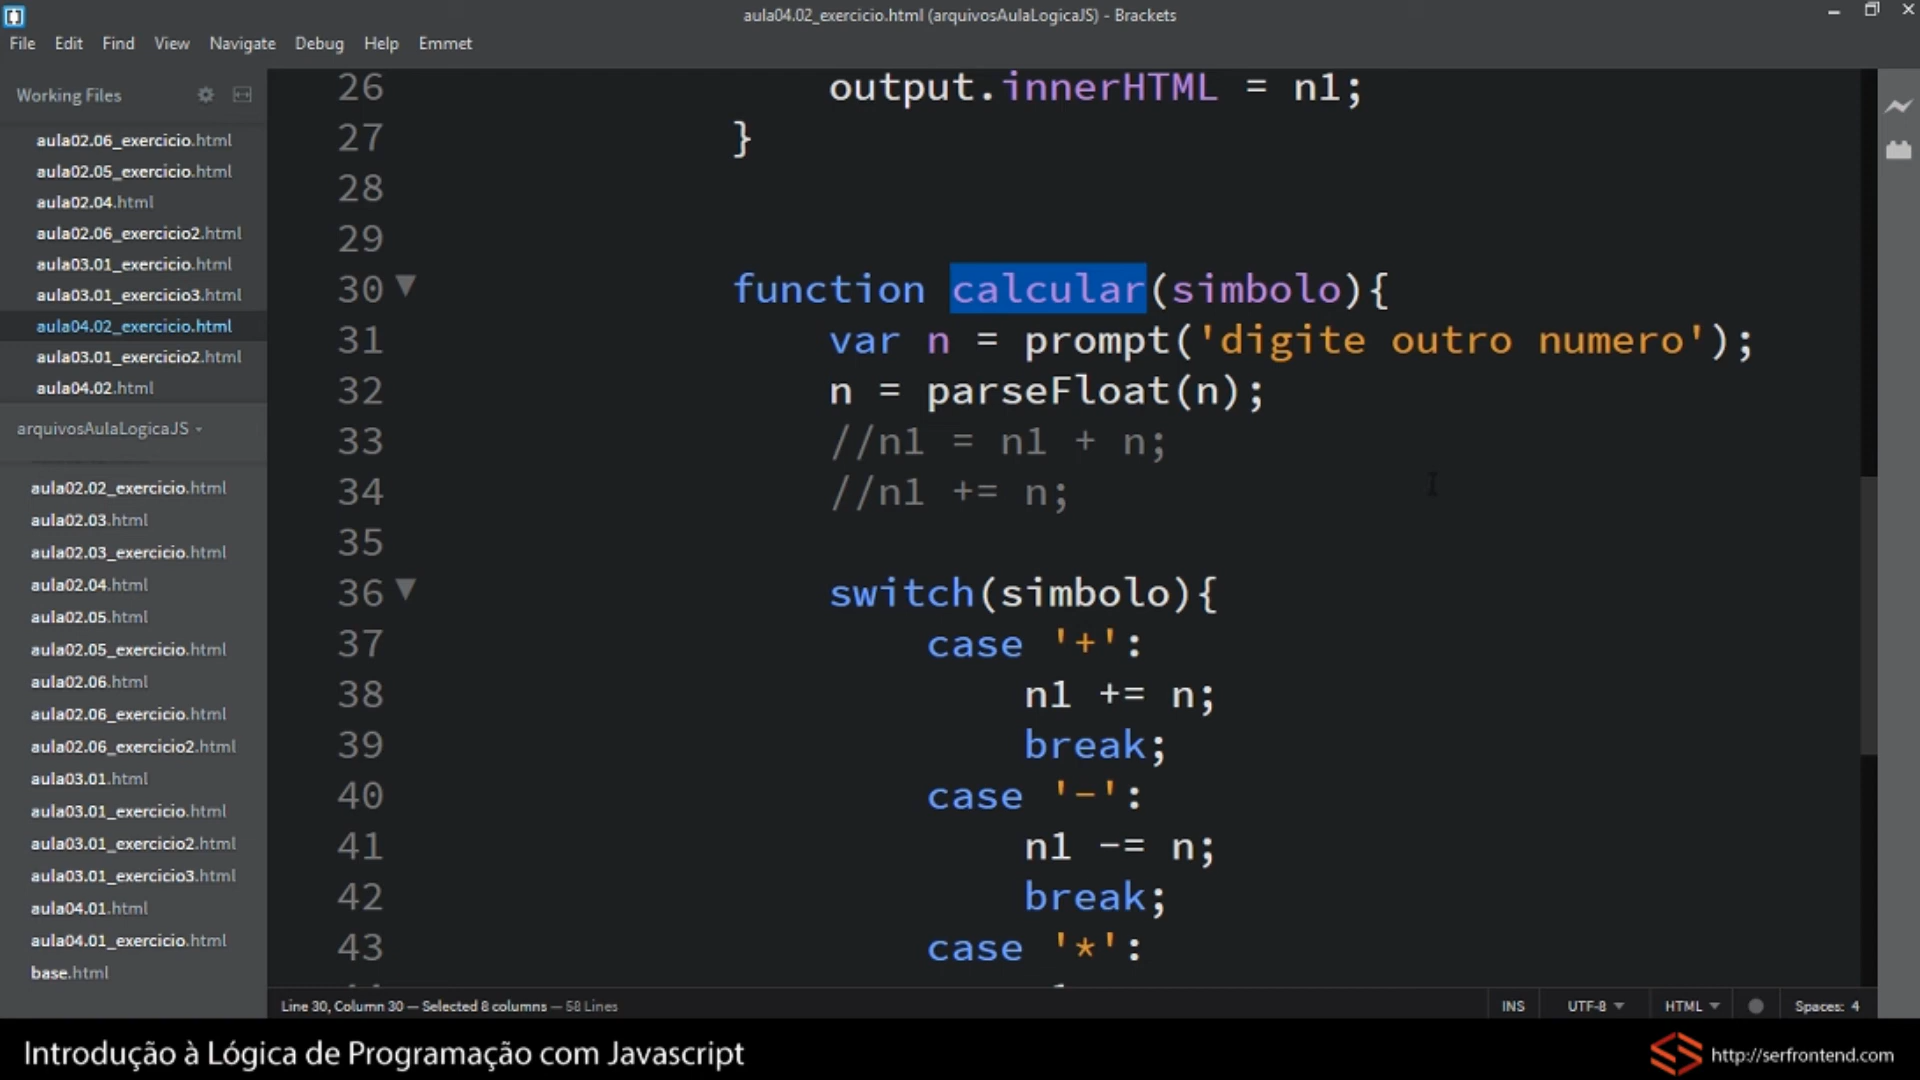 aula04.02_exercicio.html (arquivosAulaLogicaJS) - Brackets
File Edit Find View Navigate Debug Help Emmet
Working Files
aula02.06_exercicio.html
aula02.05_exercicio.html
aula02.04.html
aula02.06_exercicio2.html
aula03.01_exercicio.html
aula03.01_exercicio3.html
aula04.02_exercicio.html
aula03.01_exercicio2.html
aula04.02.html
arquivosAulaLogicaJS
aula02.02_exercicio.html
aula02.03.html
aula02.03_exercicio.html
aula02.04.html
aula02.05.html
aula02.05_exercicio.html
aula02.06.html
aula02.06_exercicio.html
aula02.06_exercicio2.html
aula03.01.html
aula03.01_exercicio.html
aula03.01_exercicio2.html
aula03.01_exercicio3.html
aula04.01.html
aula04.01_exercicio.html
base.html
26 output.innerHTML = n1;
27 }
28
29
30 function calcular(simbolo){
31 var n = prompt('digite outro numero');
32 n = parseFloat(n);
33 //n1 = n1 + n;
34 //n1 += n;
35
36 switch(simbolo){
37 case '+':
38 n1 += n;
39 break;
40 case '-':
41 n1 -= n;
42 break;
43 case '*':
Line 30, Column 30 — Selected 8 columns — 58 Lines
INS UTF-8 HTML Spaces: 4
Introdução à Lógica de Programação com Javascript
http://serfrontend.com